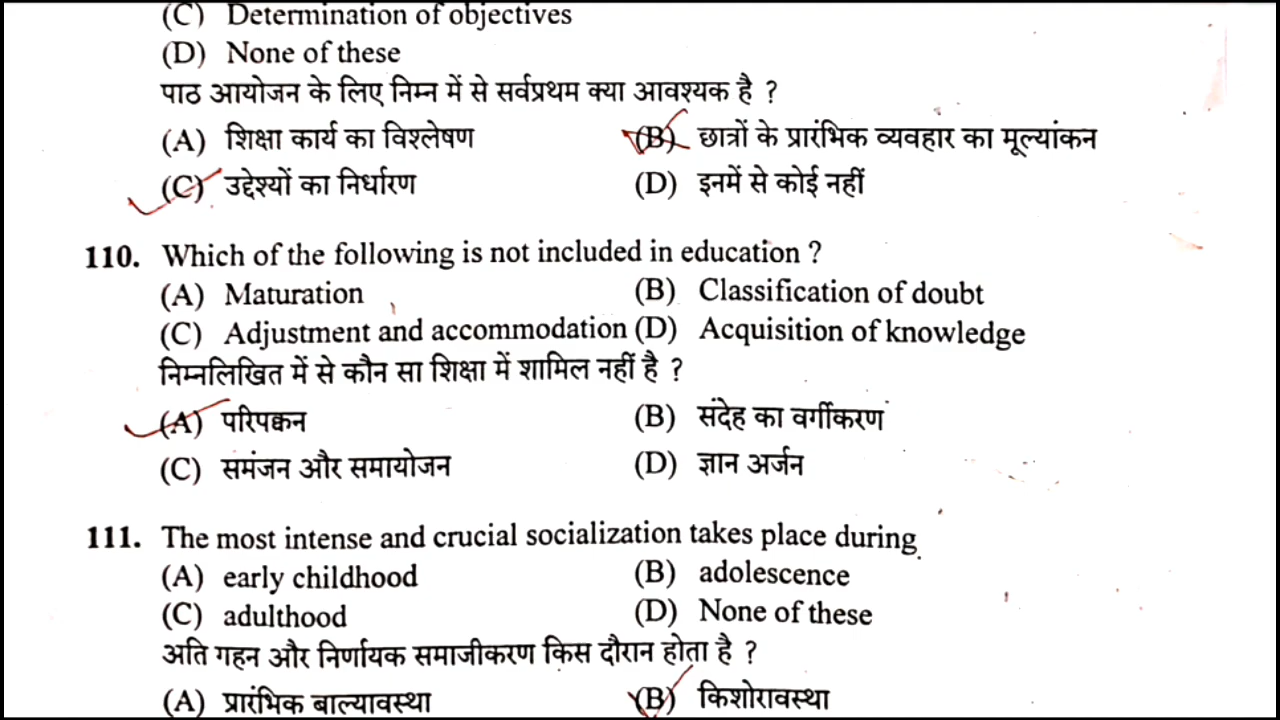 (C) Determination of objectives
(D) None of these
पाठ आयोजन के लिए निम्न में से सर्वप्रथम क्या आवश्यक है ?
(A) शिक्षा कार्य का विश्लेषण (B) छात्रों के प्रारंभिक व्यवहार का मूल्यांकन
(C) उद्देश्यों का निर्धारण (D) इनमें से कोई नहीं
110. Which of the following is not included in education ?
(A) Maturation (B) Classification of doubt
(C) Adjustment and accommodation (D) Acquisition of knowledge
निम्नलिखित में से कौन सा शिक्षा में शामिल नहीं है ?
(A) परिपक्वन (B) संदेह का वर्गीकरण
(C) समंजन और समायोजन (D) ज्ञान अर्जन
111. The most intense and crucial socialization takes place during
(A) early childhood (B) adolescence
(C) adulthood (D) None of these
अति गहन और निर्णायक समाजीकरण किस दौरान होता है ?
(A) प्रारंभिक बाल्यावस्था (B) किशोरावस्था